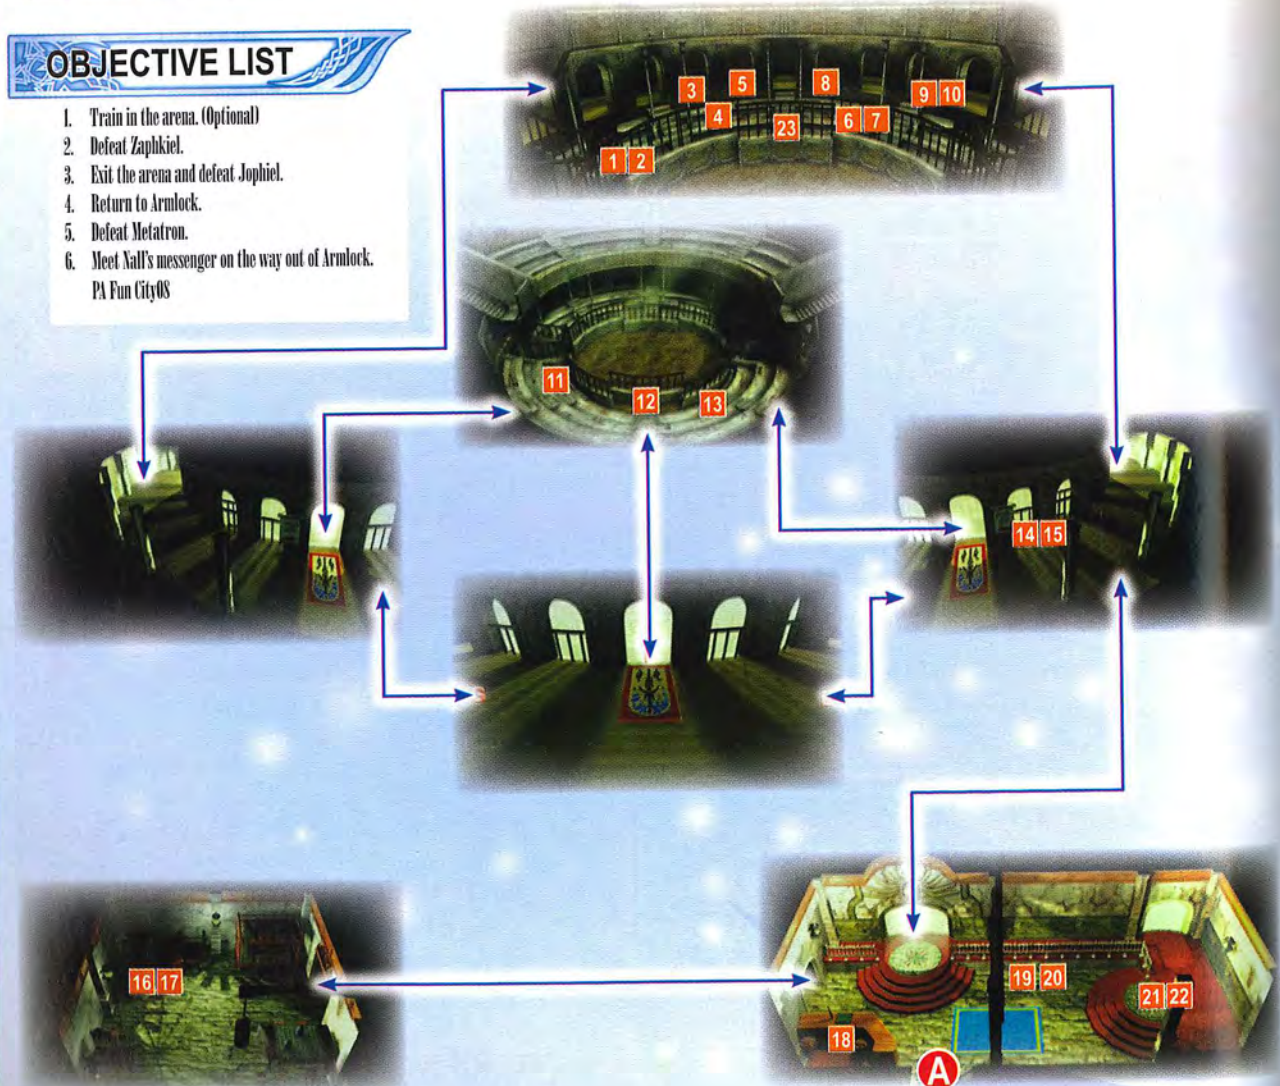 OBJECTIVE LIST
1. Train in the arena. (Optional)
2. Defeat Zaphkiel.
3. Exit the arena and defeat Jophiel.
4. Return to Armlock.
5. Defeat Metatron.
6. Meet Nall's messenger on the way out of Armlock.
PA Fun City08
3 5 8 9 10
4 23 6 7
1 2
11 12 13
14 15
16 17
19 20
21 22
18
A